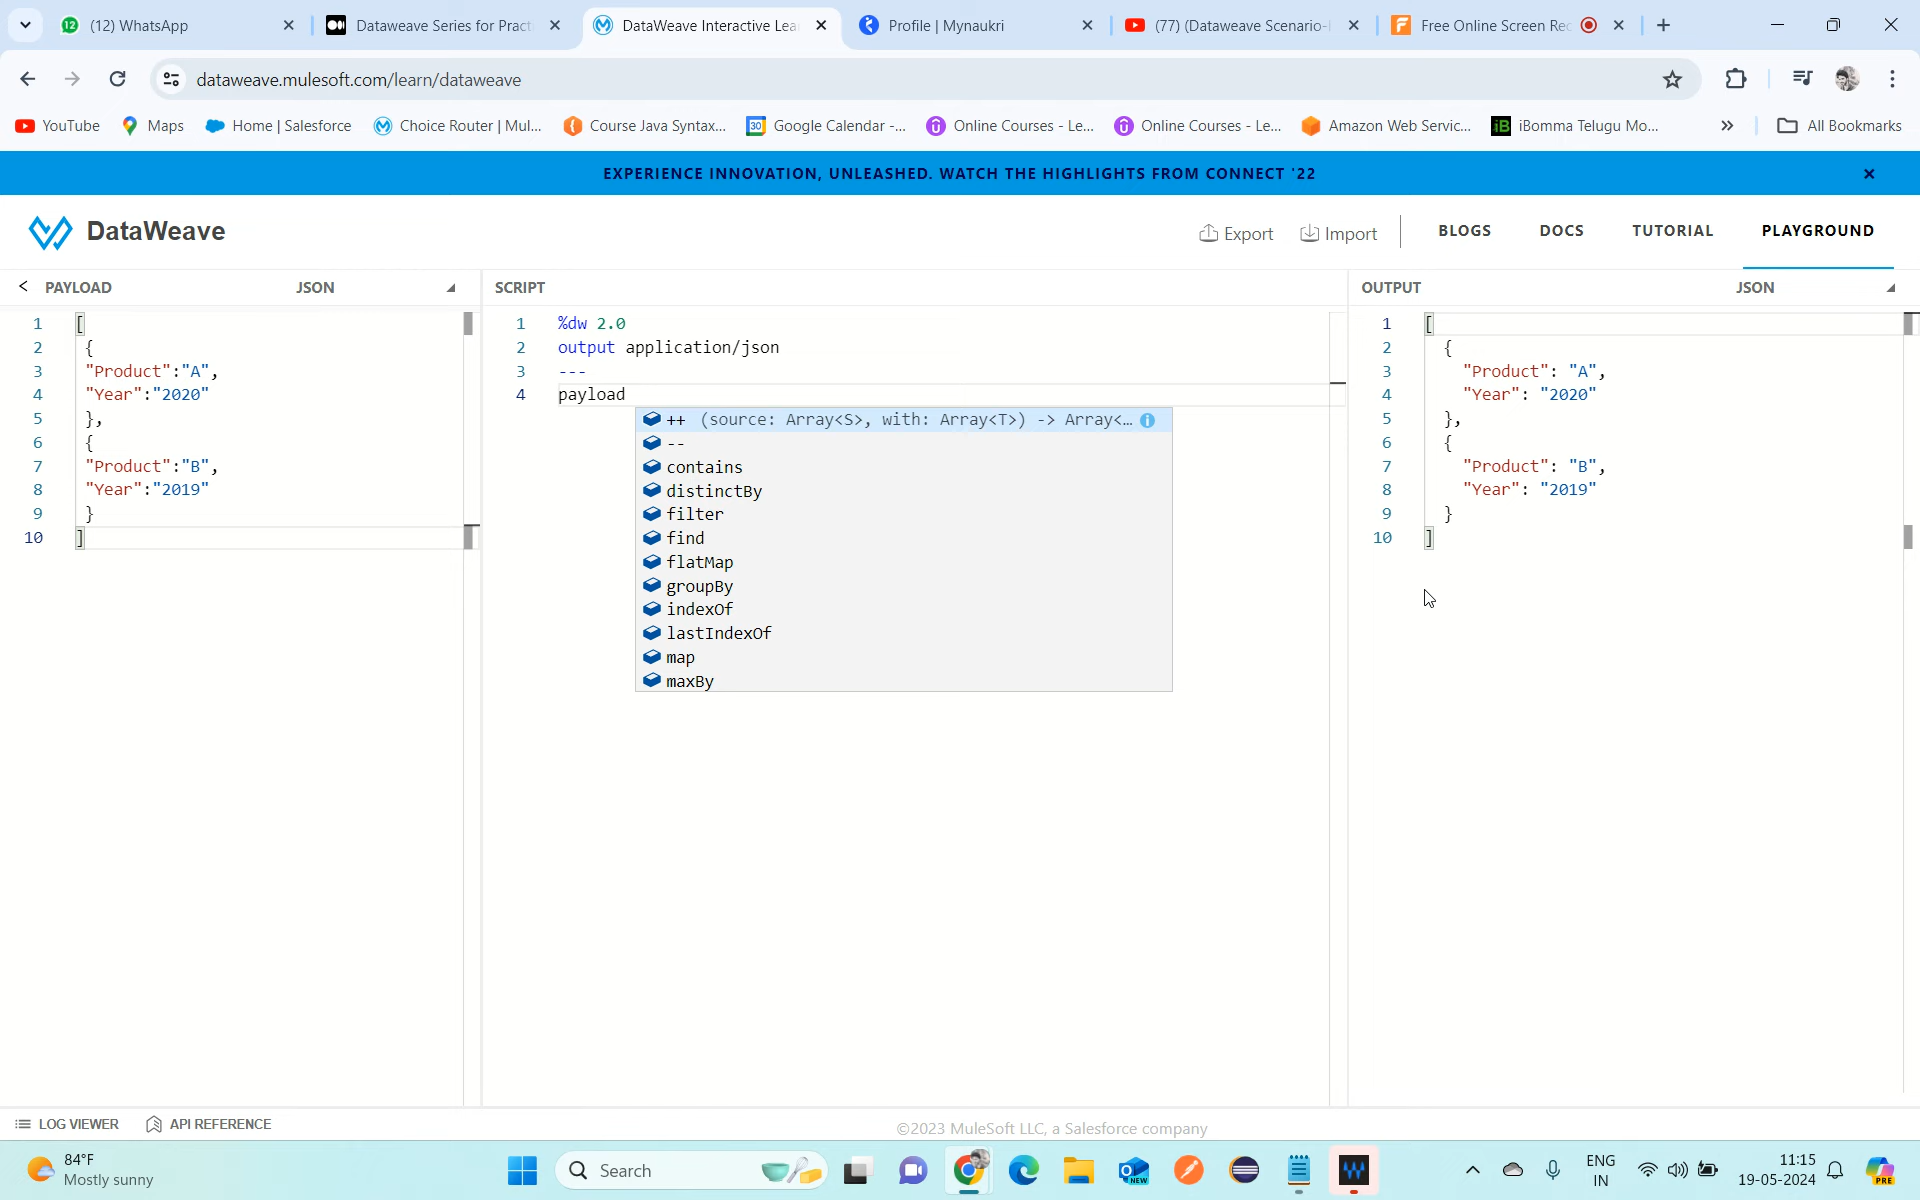 (12) WhatsApp
Dataweave Series for Pract
DataWeave Interactive Lea
Profile | Mynaukri
(77) (Dataweave Scenario-
Free Online Screen Rec
dataweave.mulesoft.com/learn/dataweave
YouTube
Maps
Home | Salesforce
Choice Router | Mul...
Course Java Syntax...
Google Calendar -...
Online Courses - Le...
Online Courses - Le...
Amazon Web Servic...
iBomma Telugu Mo...
All Bookmarks
EXPERIENCE INNOVATION, UNLEASHED. WATCH THE HIGHLIGHTS FROM CONNECT '22
DataWeave
Export
Import
BLOGS
DOCS
TUTORIAL
PLAYGROUND
PAYLOAD JSON
1 [
2 {
3 "Product":"A",
4 "Year":"2020"
5 },
6 {
7 "Product":"B",
8 "Year":"2019"
9 }
10 ]
SCRIPT
1 %dw 2.0
2 output application/json
3 ---
4 payload
++ (source: Array<S>, with: Array<T>) -> Array<...
--
contains
distinctBy
filter
find
flatMap
groupBy
indexOf
lastIndexOf
map
maxBy
OUTPUT JSON
1 [
2 {
3 "Product": "A",
4 "Year": "2020"
5 },
6 {
7 "Product": "B",
8 "Year": "2019"
9 }
10 ]
LOG VIEWER
API REFERENCE
©2023 MuleSoft LLC, a Salesforce company
84°F
Mostly sunny
Search
ENG
IN
11:15
19-05-2024